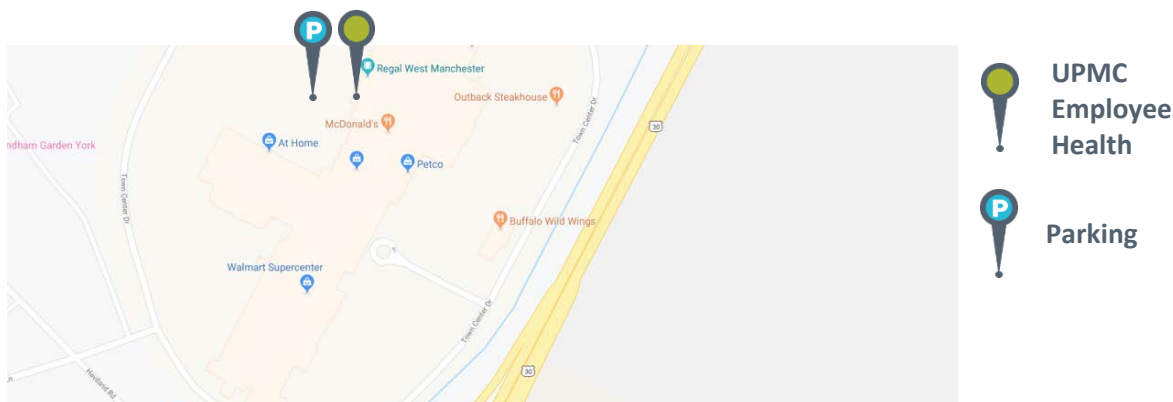 P
Regal West Manchester
Outback Steakhouse
McDonald's
30
ndham Garden York
At Home
Petco
Town Center Dr
Town Center Dr
Buffalo Wild Wings
Walmart Supercenter
Town Center Dr
Haviland Rd
30
UPMC
Employee
Health
P
Parking